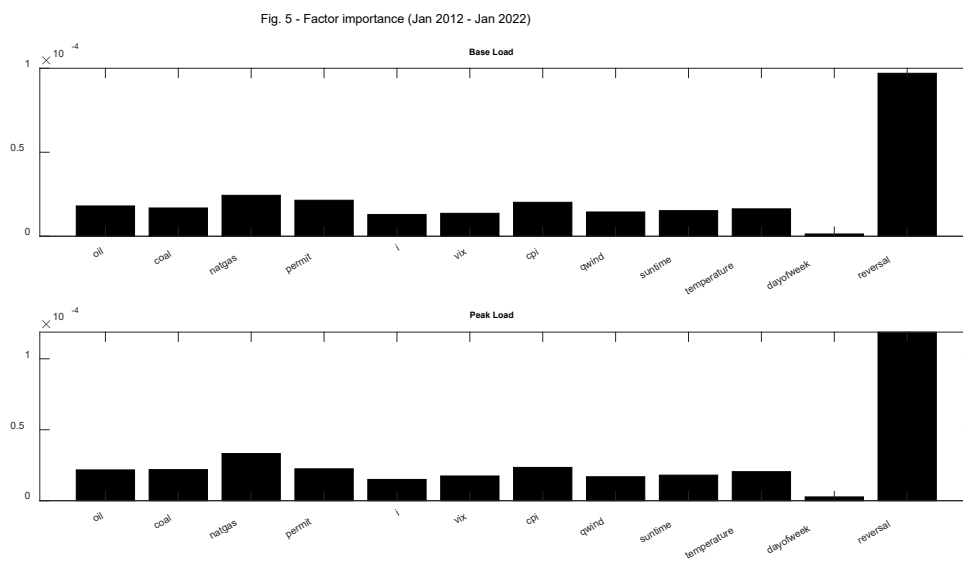 Fig. 5 - Factor importance (Jan 2012 - Jan 2022)
Base Load
× 10 -4
1
0.5
0
oil coal natgas permit i vix cpi qwind suntime temperature dayofweek reversal
Peak Load
× 10 -4
1
0.5
0
oil coal natgas permit i vix cpi qwind suntime temperature dayofweek reversal